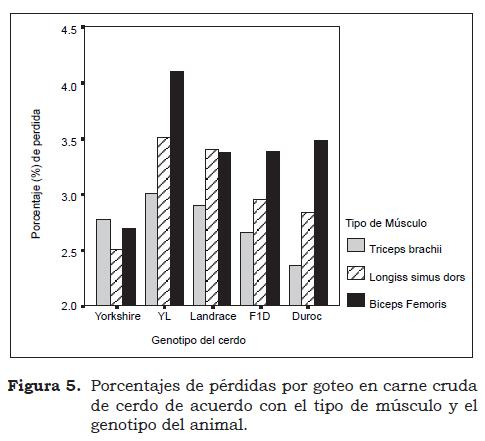 4.5
4.0
3.5
3.0
2.5
2.0
Porcentaje (%) de perdida
Yorkshire YL Landrace F1D Duroc
Genotipo del cerdo
Tipo de Músculo
Triceps brachii
Longiss simus dors
Biceps Femoris
Figura 5. Porcentajes de pérdidas por goteo en carne cruda
de cerdo de acuerdo con el tipo de músculo y el
genotipo del animal.